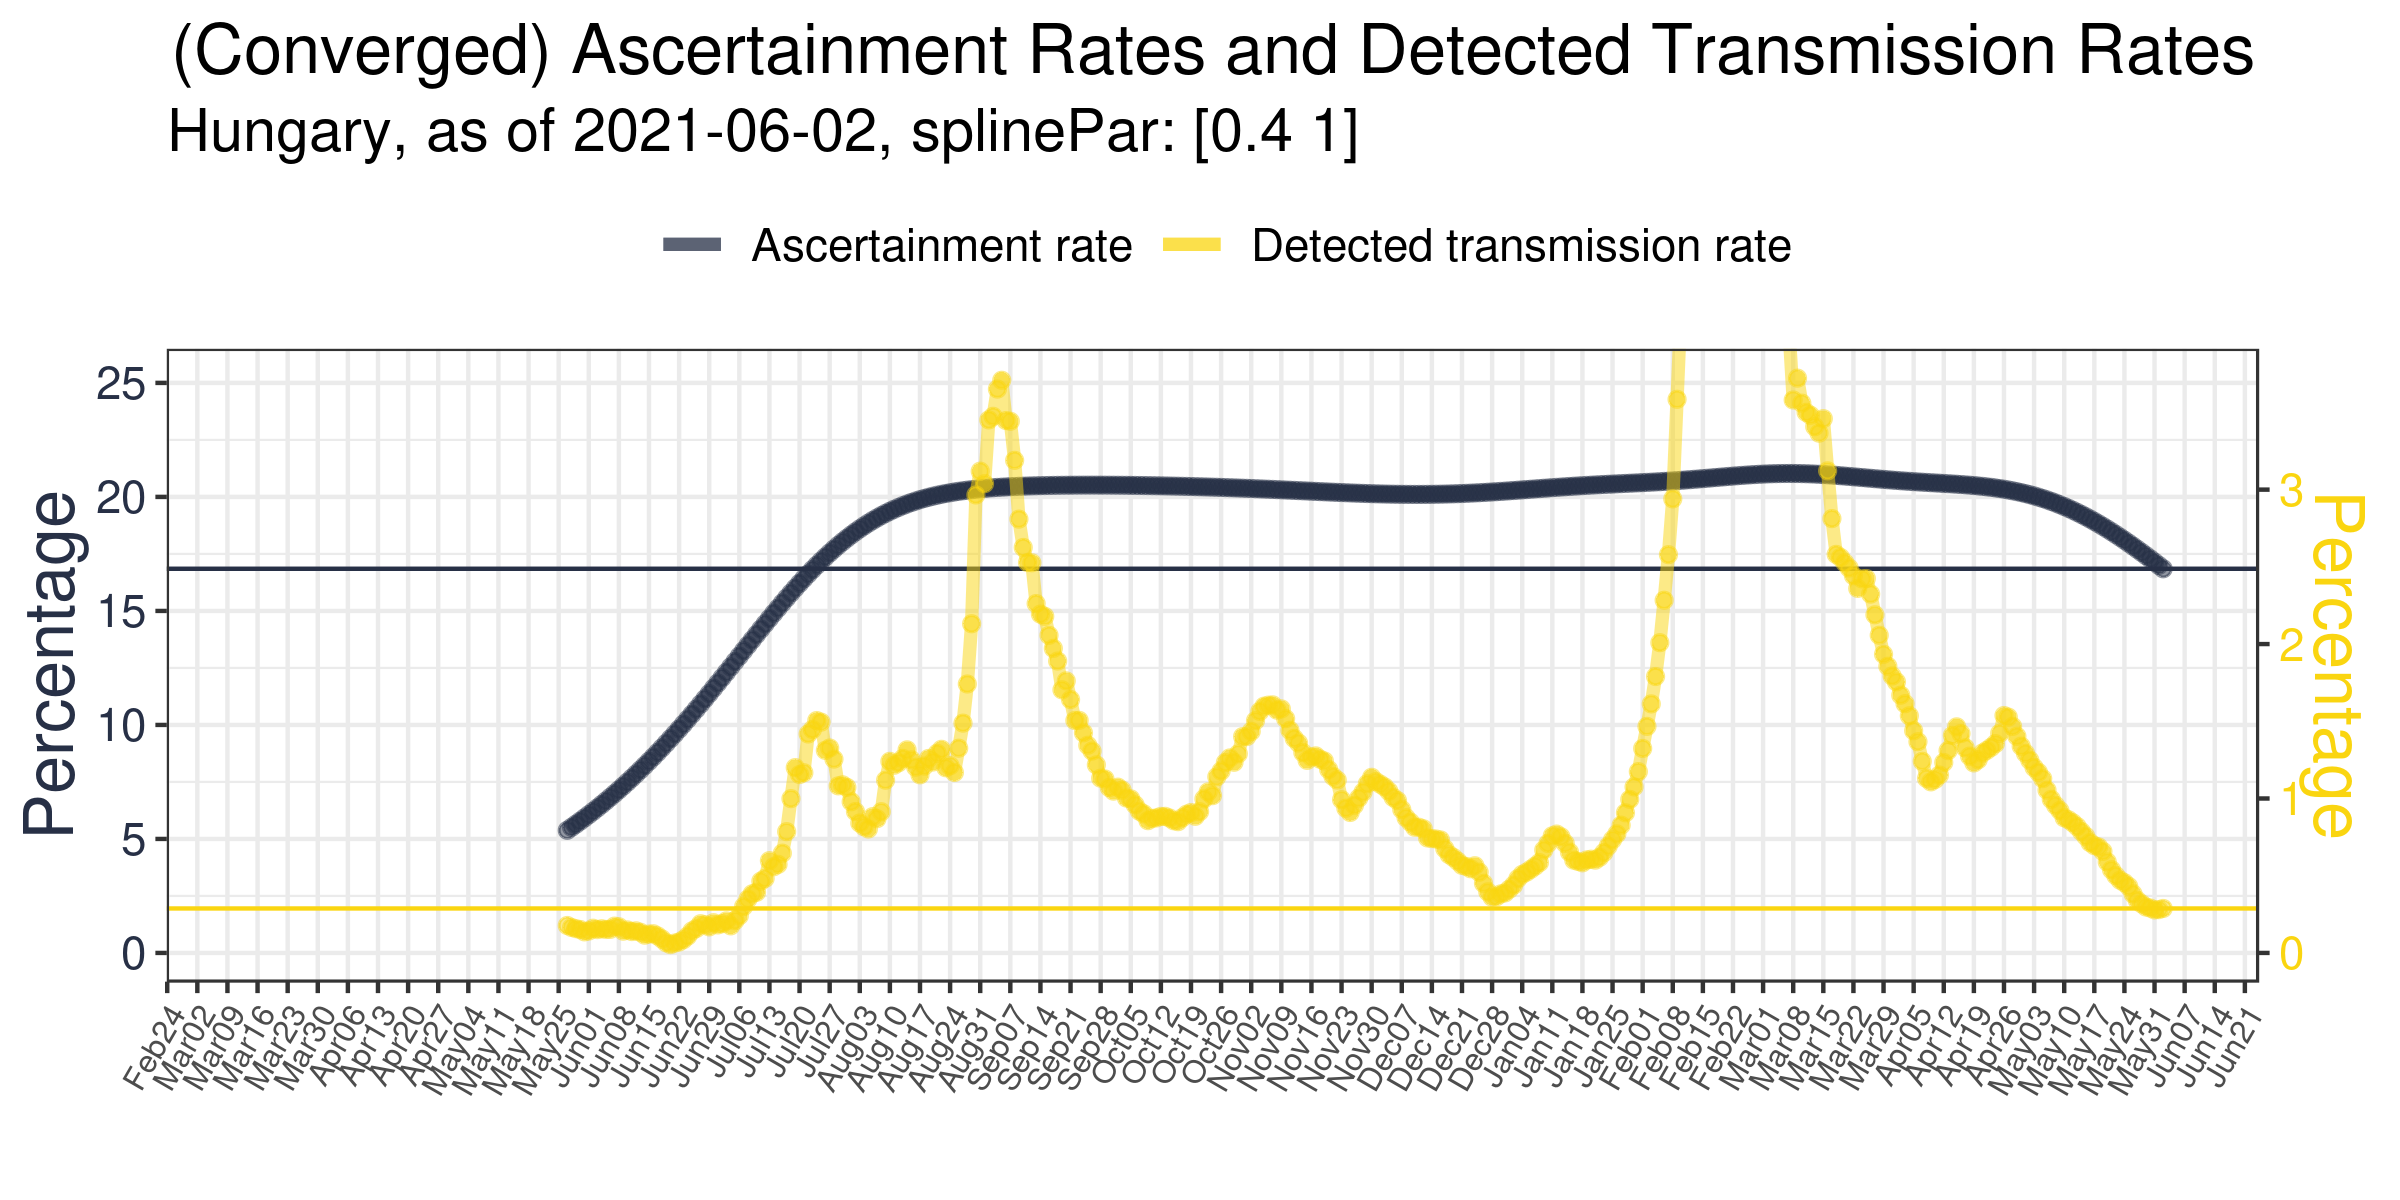 (Converged) Ascertainment Rates and Detected Transmission Rates
Hungary, as of 2021-06-02, splinePar: [0.4 1]
Ascertainment rate
Detected transmission rate
Percentage
25
20
15
10
5
0
3
2
1
0
Percentage
Feb24
Mar02
Mar09
Mar16
Mar23
Mar30
Apr06
Apr13
Apr20
Apr27
May04
May11
May18
May25
Jun01
Jun08
Jun15
Jun22
Jun29
Jul06
Jul13
Jul20
Jul27
Aug03
Aug10
Aug17
Aug24
Aug31
Sep07
Sep14
Sep21
Sep28
Oct05
Oct12
Oct19
Oct26
Nov02
Nov09
Nov16
Nov23
Nov30
Dec07
Dec14
Dec21
Dec28
Jan04
Jan11
Jan18
Jan25
Feb01
Feb08
Feb15
Feb22
Mar01
Mar08
Mar15
Mar22
Mar29
Apr05
Apr12
Apr19
Apr26
May03
May10
May17
May24
May31
Jun07
Jun14
Jun21